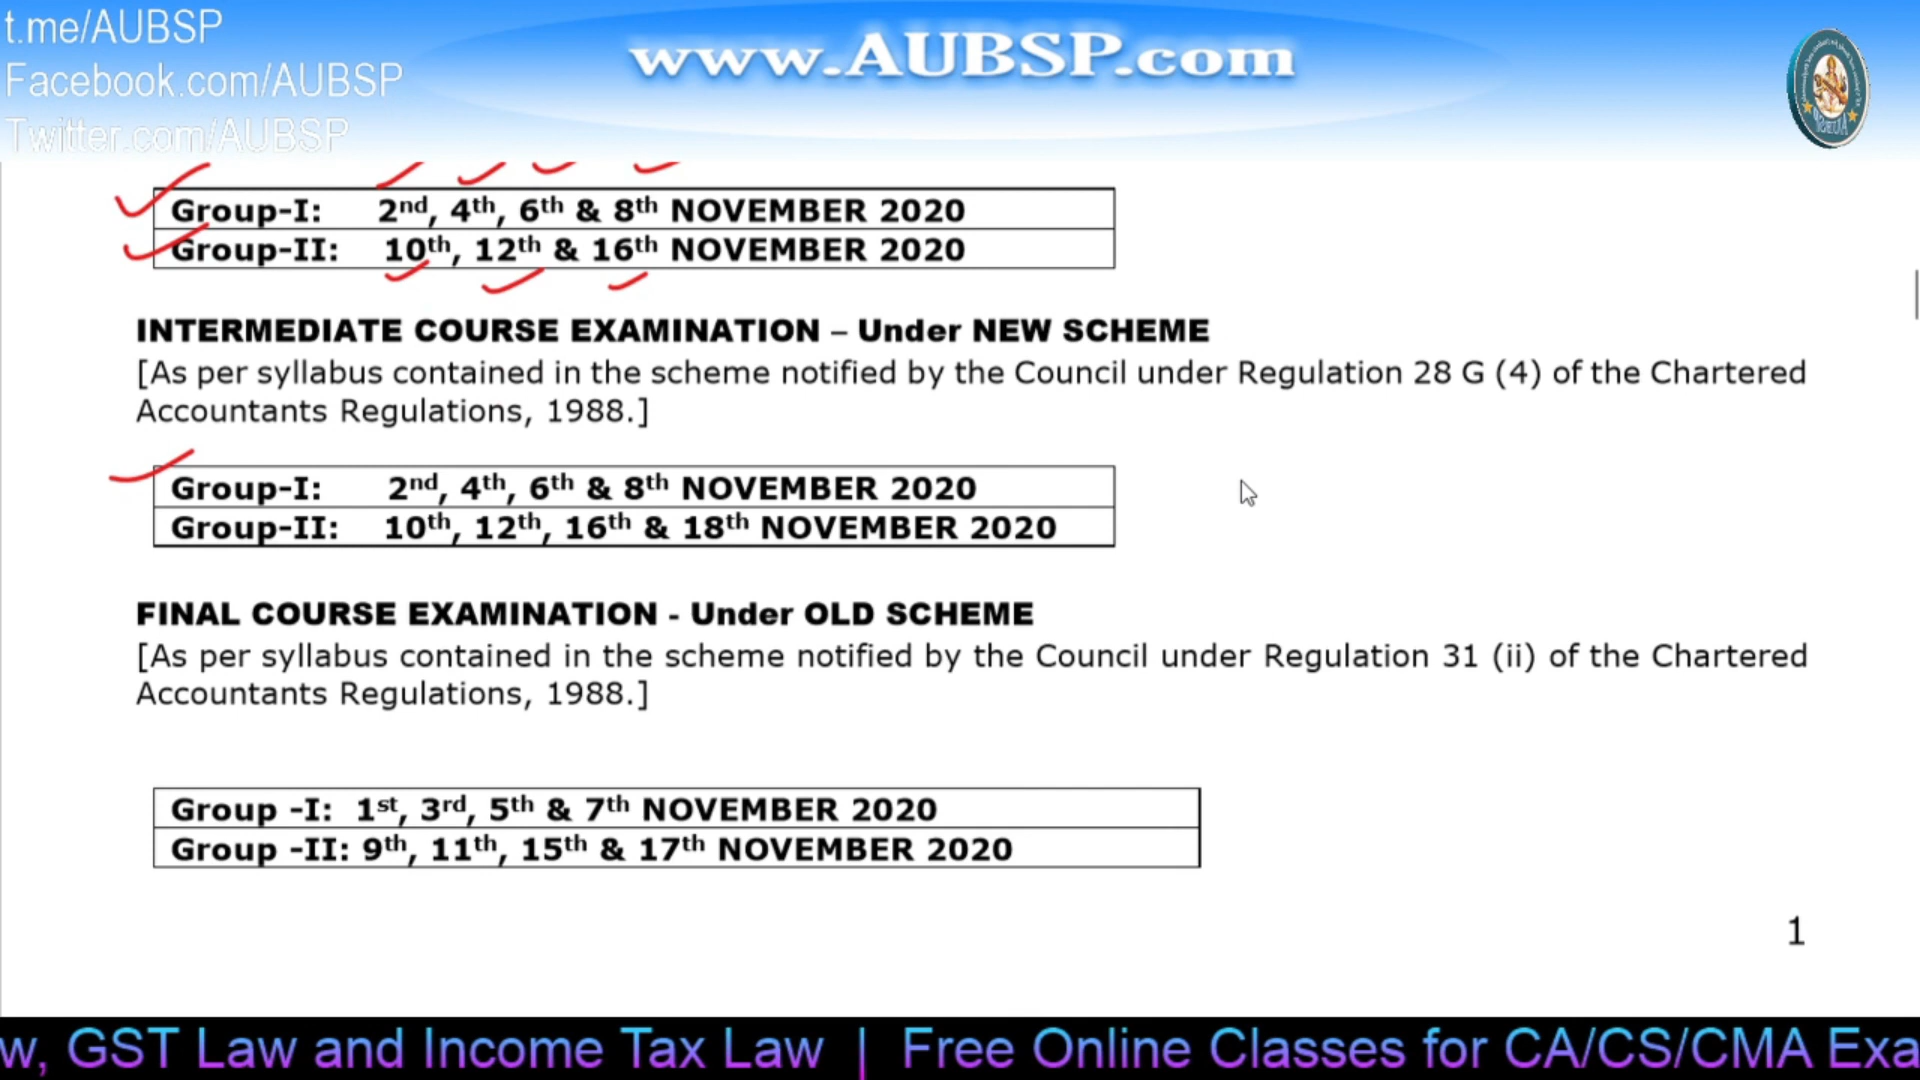 t.me/AUBSP
Facebook.com/AUBSP
Twitter.com/AUBSP
www.AUBSP.com
Group-I: 2nd, 4th, 6th & 8th NOVEMBER 2020
Group-II: 10th, 12th & 16th NOVEMBER 2020
INTERMEDIATE COURSE EXAMINATION – Under NEW SCHEME
[As per syllabus contained in the scheme notified by the Council under Regulation 28 G (4) of the Chartered
Accountants Regulations, 1988.]
Group-I: 2nd, 4th, 6th & 8th NOVEMBER 2020
Group-II: 10th, 12th, 16th & 18th NOVEMBER 2020
FINAL COURSE EXAMINATION - Under OLD SCHEME
[As per syllabus contained in the scheme notified by the Council under Regulation 31 (ii) of the Chartered
Accountants Regulations, 1988.]
Group -I: 1st, 3rd, 5th & 7th NOVEMBER 2020
Group -II: 9th, 11th, 15th & 17th NOVEMBER 2020
1
w, GST Law and Income Tax Law | Free Online Classes for CA/CS/CMA Exa